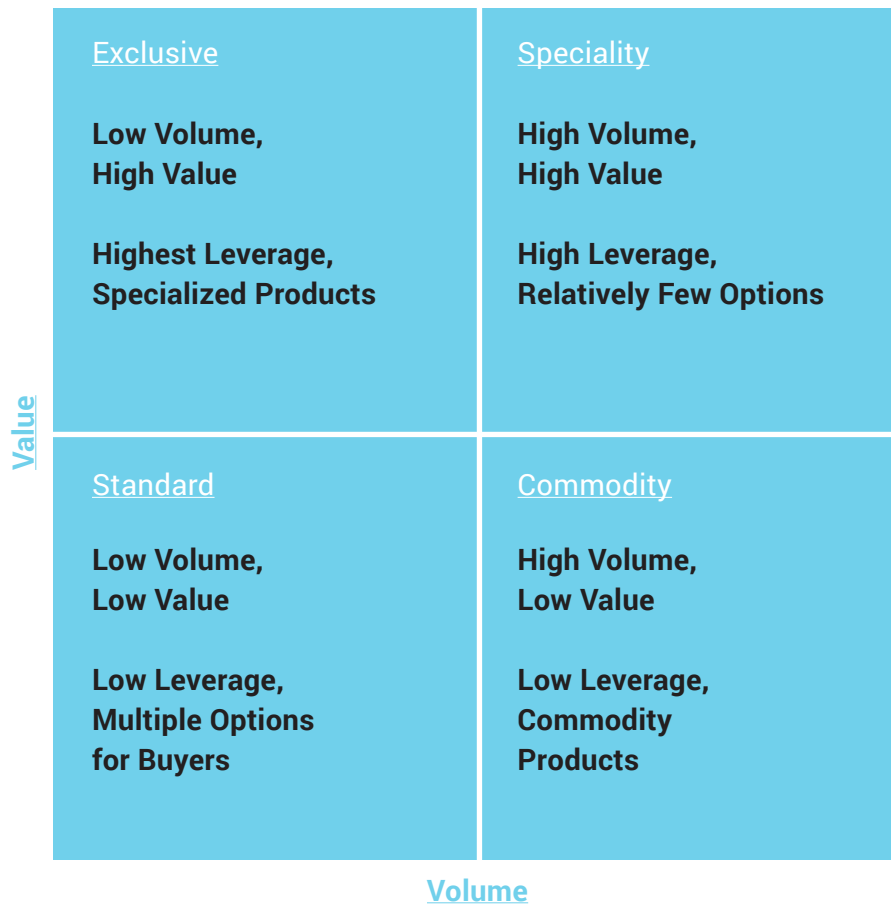 Exclusive
Low Volume,
High Value
Highest Leverage,
Specialized Products
Speciality
High Volume,
High Value
High Leverage,
Relatively Few Options
Value
Standard
Low Volume,
Low Value
Low Leverage,
Multiple Options
for Buyers
Commodity
High Volume,
Low Value
Low Leverage,
Commodity
Products
Volume